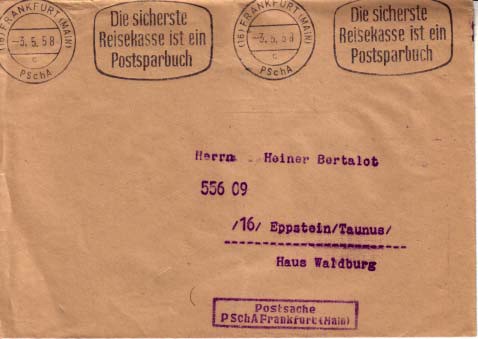 (16) FRANKFURT (MAIN)
-3.5.58
c
PSchA
Die sicherste
Reisekasse ist ein
Postsparbuch
(16) FRANKFURT (MAIN)
-3.5.58
c
PSchA
Die sicherste
Reisekasse ist ein
Postsparbuch
Herrn Heiner Bertalot
556 09
/16/ Eppstein/Taunus/
Haus Waldburg
Postsache
PSchA Frankfurt (Main)